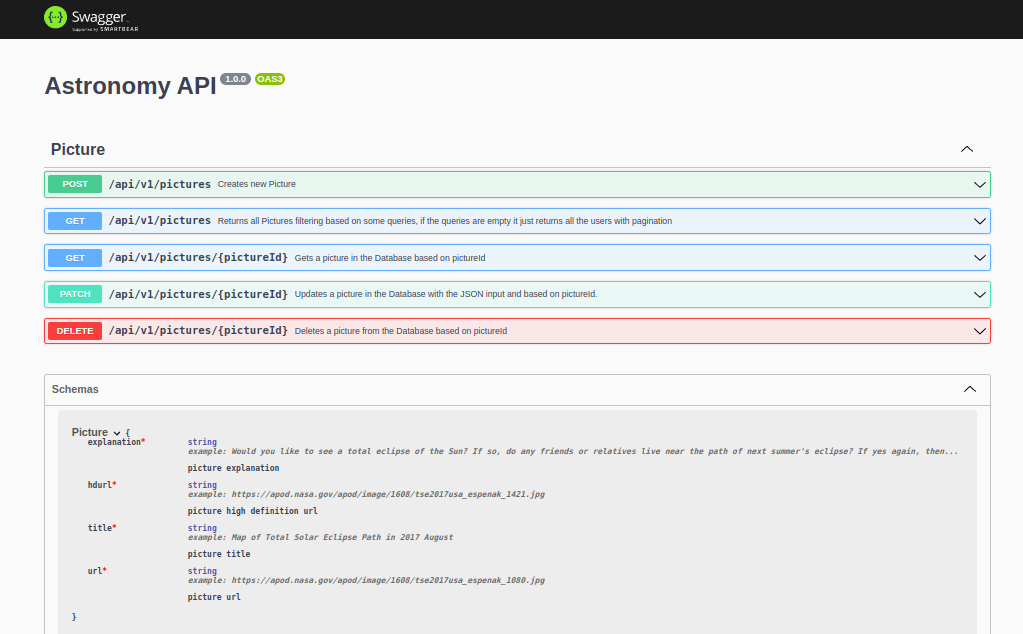 {···} Swagger
Supported by SMARTBEAR
Astronomy API 1.0.0 OAS3
Picture
POST /api/v1/pictures Creates new Picture
GET /api/v1/pictures Returns all Pictures filtering based on some queries, if the queries are empty it just returns all the users with pagination
GET /api/v1/pictures/{pictureId} Gets a picture in the Database based on pictureId
PATCH /api/v1/pictures/{pictureId} Updates a picture in the Database with the JSON input and based on pictureId.
DELETE /api/v1/pictures/{pictureId} Deletes a picture from the Database based on pictureId
Schemas
Picture {
explanation* string
example: Would you like to see a total eclipse of the Sun? If so, do any friends or relatives live near the path of next summer's eclipse? If yes again, then...
picture explanation
hdurl* string
example: https://apod.nasa.gov/apod/image/1608/tse2017usa_espenak_1421.jpg
picture high definition url
title* string
example: Map of Total Solar Eclipse Path in 2017 August
picture title
url* string
example: https://apod.nasa.gov/apod/image/1608/tse2017usa_espenak_1080.jpg
picture url
}